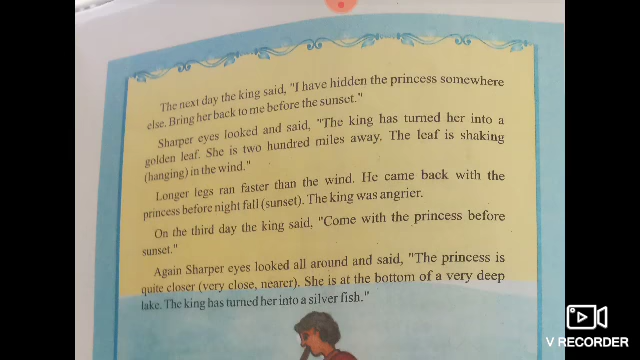 The next day the king said, "I have hidden the princess somewhere
else. Bring her back to me before the sunset."
Sharper eyes looked and said, "The king has turned her into a
golden leaf. She is two hundred miles away. The leaf is shaking
(hanging) in the wind."
Longer legs ran faster than the wind. He came back with the
princess before night fall (sunset). The king was angrier.
On the third day the king said, "Come with the princess before
sunset."
Again Sharper eyes looked all around and said, "The princess is
quite closer (very close, nearer). She is at the bottom of a very deep
lake. The king has turned her into a silver fish."
V RECORDER